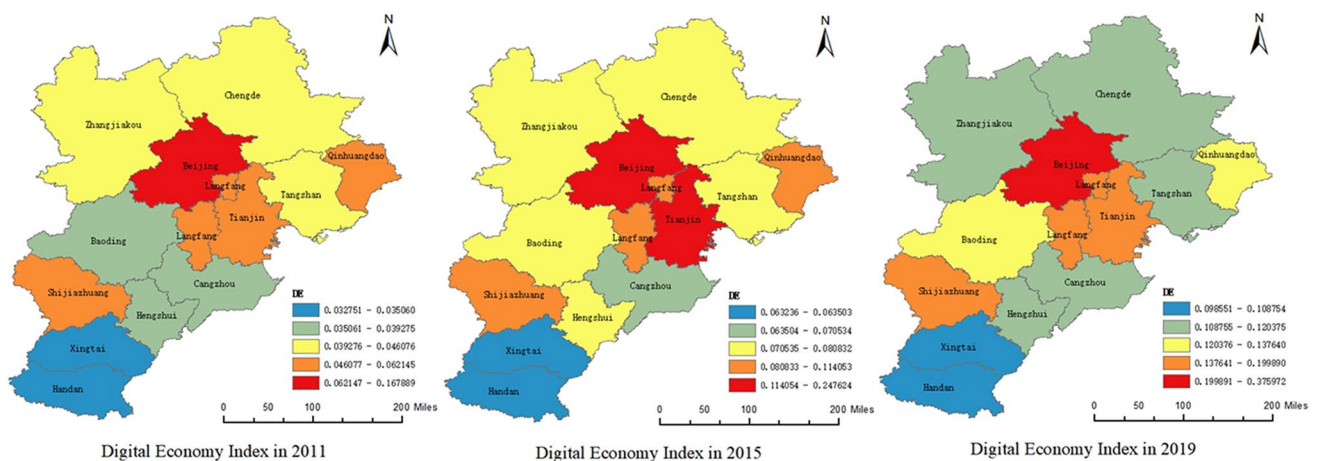 N
Chengde
Zhangjiakou
Beijing
Qinhuangdao
Langfang
Tangshan
Tianjin
Langfang
Baoding
Cangzhou
Shijiazhuang
Hengshui
Xingtai
Handan
DE
0.032751 - 0.035060
0.035061 - 0.039275
0.039276 - 0.046076
0.046077 - 0.062145
0.062147 - 0.167889
0 50 100 200 Miles
Digital Economy Index in 2011
N
Chengde
Zhangjiakou
Beijing
Qinhuangdao
Langfang
Tangshan
Tianjin
Langfang
Baoding
Cangzhou
Shijiazhuang
Hengshui
Xingtai
Handan
DE
0.063236 - 0.063503
0.063504 - 0.070534
0.070535 - 0.080832
0.080833 - 0.114053
0.114054 - 0.247624
0 50 100 200 Miles
Digital Economy Index in 2015
N
Chengde
Zhangjiakou
Beijing
Qinhuangdao
Langfang
Tangshan
Tianjin
Langfang
Baoding
Cangzhou
Shijiazhuang
Hengshui
Xingtai
Handan
DE
0.098551 - 0.108754
0.108755 - 0.120375
0.120376 - 0.137640
0.137641 - 0.199890
0.199891 - 0.375972
0 50 100 200 Miles
Digital Economy Index in 2019